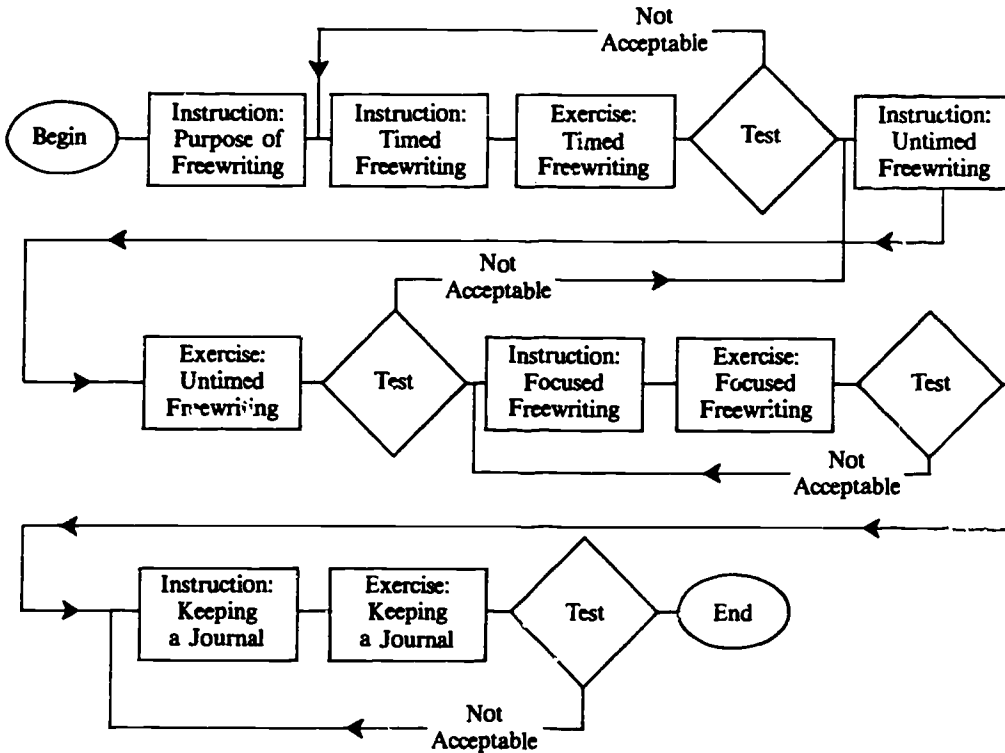 Not
Acceptable
Begin
Instruction:
Purpose of
Freewriting
Instruction:
Timed
Freewriting
Exercise:
Timed
Freewriting
Test
Instruction:
Untimed
Freewriting
Not
Acceptable
Exercise:
Untimed
Freewriting
Test
Instruction:
Focused
Freewriting
Exercise:
Focused
Freewriting
Test
Not
Acceptable
Instruction:
Keeping
a Journal
Exercise:
Keeping
a Journal
Test
End
Not
Acceptable